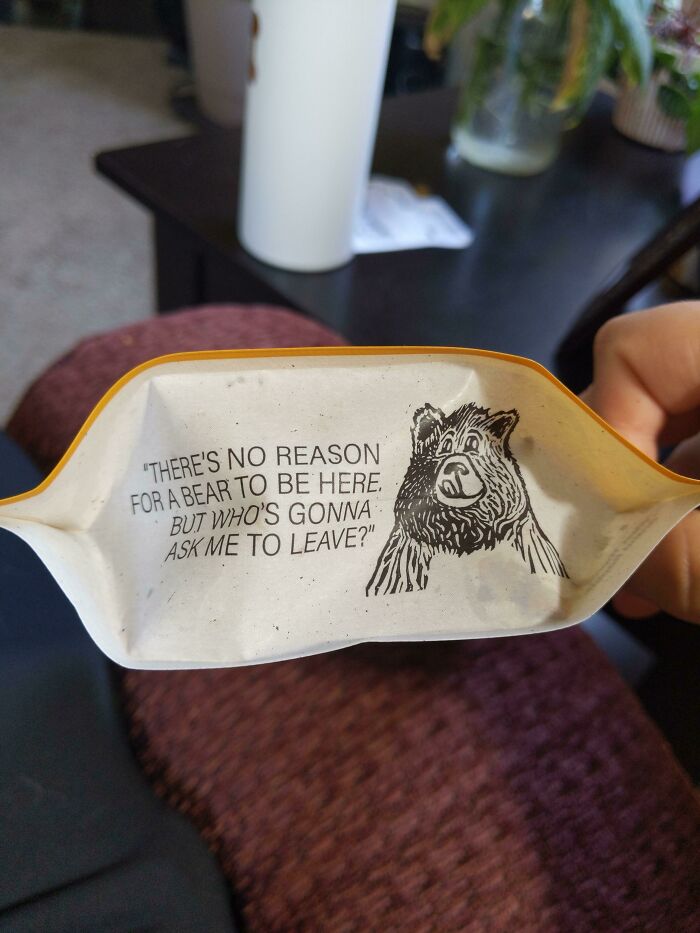 "THERE'S NO REASON
FOR A BEAR TO BE HERE.
BUT WHO'S GONNA
ASK ME TO LEAVE?"